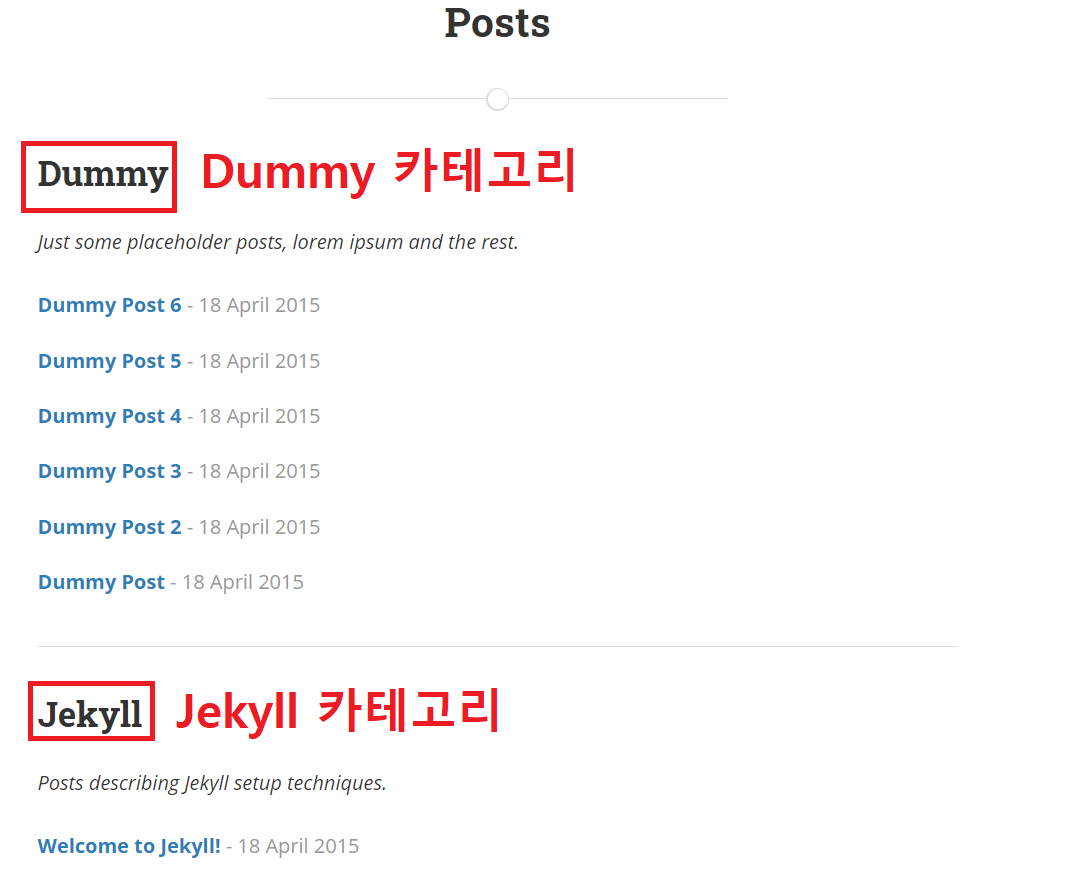 Posts
Dummy Dummy 카테고리
Just some placeholder posts, lorem ipsum and the rest.
Dummy Post 6 - 18 April 2015
Dummy Post 5 - 18 April 2015
Dummy Post 4 - 18 April 2015
Dummy Post 3 - 18 April 2015
Dummy Post 2 - 18 April 2015
Dummy Post - 18 April 2015
Jekyll Jekyll 카테고리
Posts describing Jekyll setup techniques.
Welcome to Jekyll! - 18 April 2015